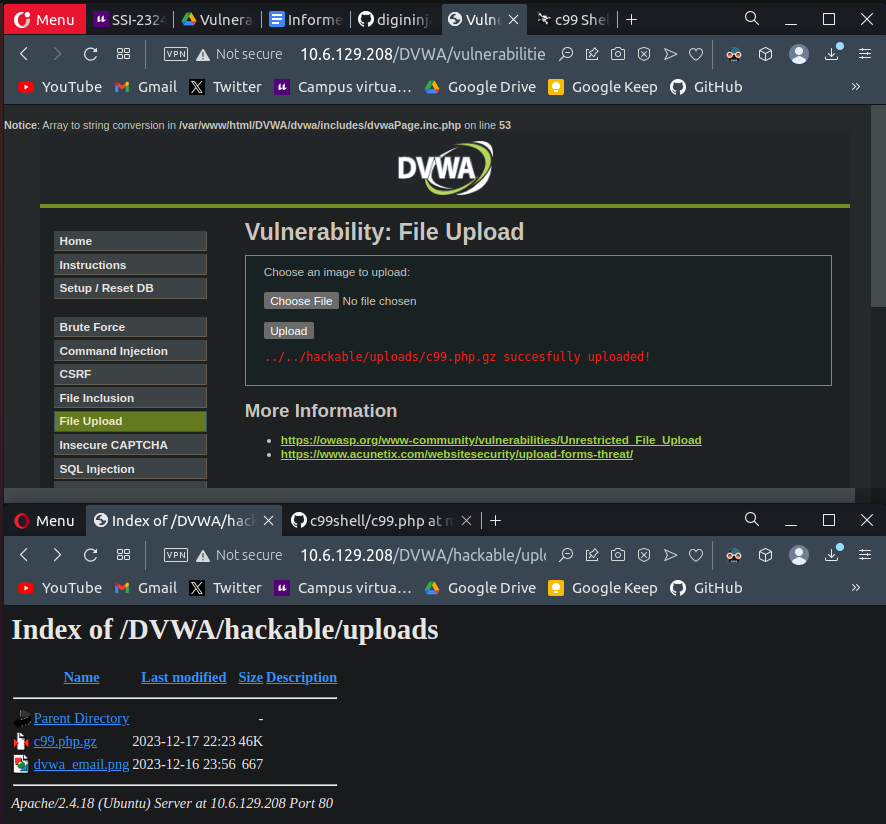 Menu SSI-2324 Vulnera Informe digininja Vuln c99 Shel
VPN Not secure 10.6.129.208/DVWA/vulnerabilitie
YouTube Gmail Twitter Campus virtua... Google Drive Google Keep GitHub »
Notice: Array to string conversion in /var/www/html/DVWA/dvwa/includes/dvwaPage.inc.php on line 53
DVWA
Vulnerability: File Upload
Home
Instructions
Setup / Reset DB
Brute Force
Command Injection
CSRF
File Inclusion
File Upload
Insecure CAPTCHA
SQL Injection
Choose an image to upload:
Choose File No file chosen
Upload
../../hackable/uploads/c99.php.gz succesfully uploaded!
More Information
https://owasp.org/www-community/vulnerabilities/Unrestricted_File_Upload
https://www.acunetix.com/websitesecurity/upload-forms-threat/
Menu Index of /DVWA/hac c99shell/c99.php at
VPN Not secure 10.6.129.208/DVWA/hackable/uplo
YouTube Gmail Twitter Campus virtua... Google Drive Google Keep GitHub »
Index of /DVWA/hackable/uploads
Name Last modified Size Description
Parent Directory -
c99.php.gz 2023-12-17 22:23 46K
dvwa_email.png 2023-12-16 23:56 667
Apache/2.4.18 (Ubuntu) Server at 10.6.129.208 Port 80